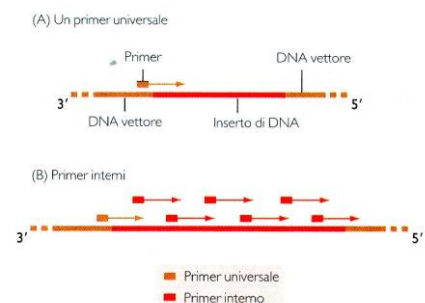 (A) Un primer universale
Primer
DNA vettore
3'
5'
DNA vettore
Inserto di DNA
(B) Primer interni
3'
5'
Primer universale
Primer interno